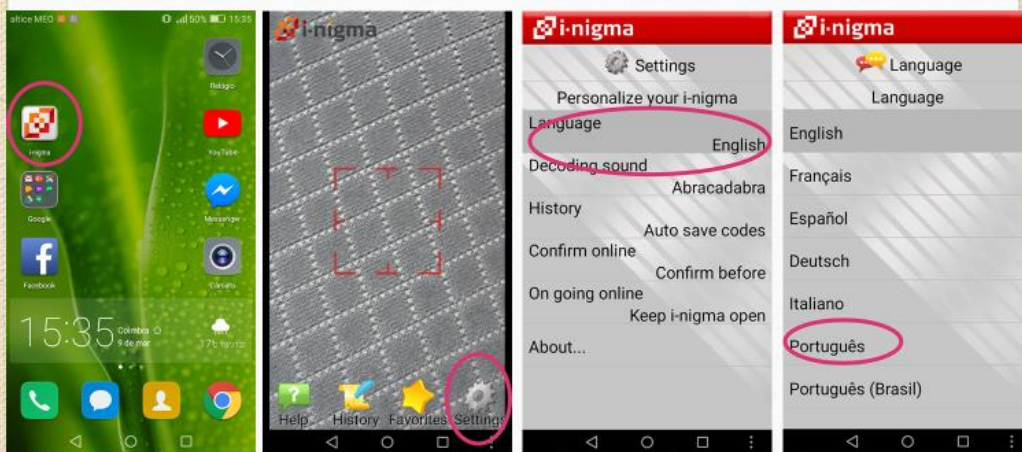 altice MEO
50% 15:35
Relógio
i-nigma
YouTube
Google
Messenger
Facebook
Câmara
15:35
Coimbra
9 de mar
17°c
i-nigma
Help
History
Favorites
Settings
i-nigma
Settings
Personalize your i-nigma
Language
English
Decoding sound
Abracadabra
History
Auto save codes
Confirm online
Confirm before
On going online
Keep i-nigma open
About...
i-nigma
Language
Language
English
Français
Español
Deutsch
Italiano
Português
Português (Brasil)